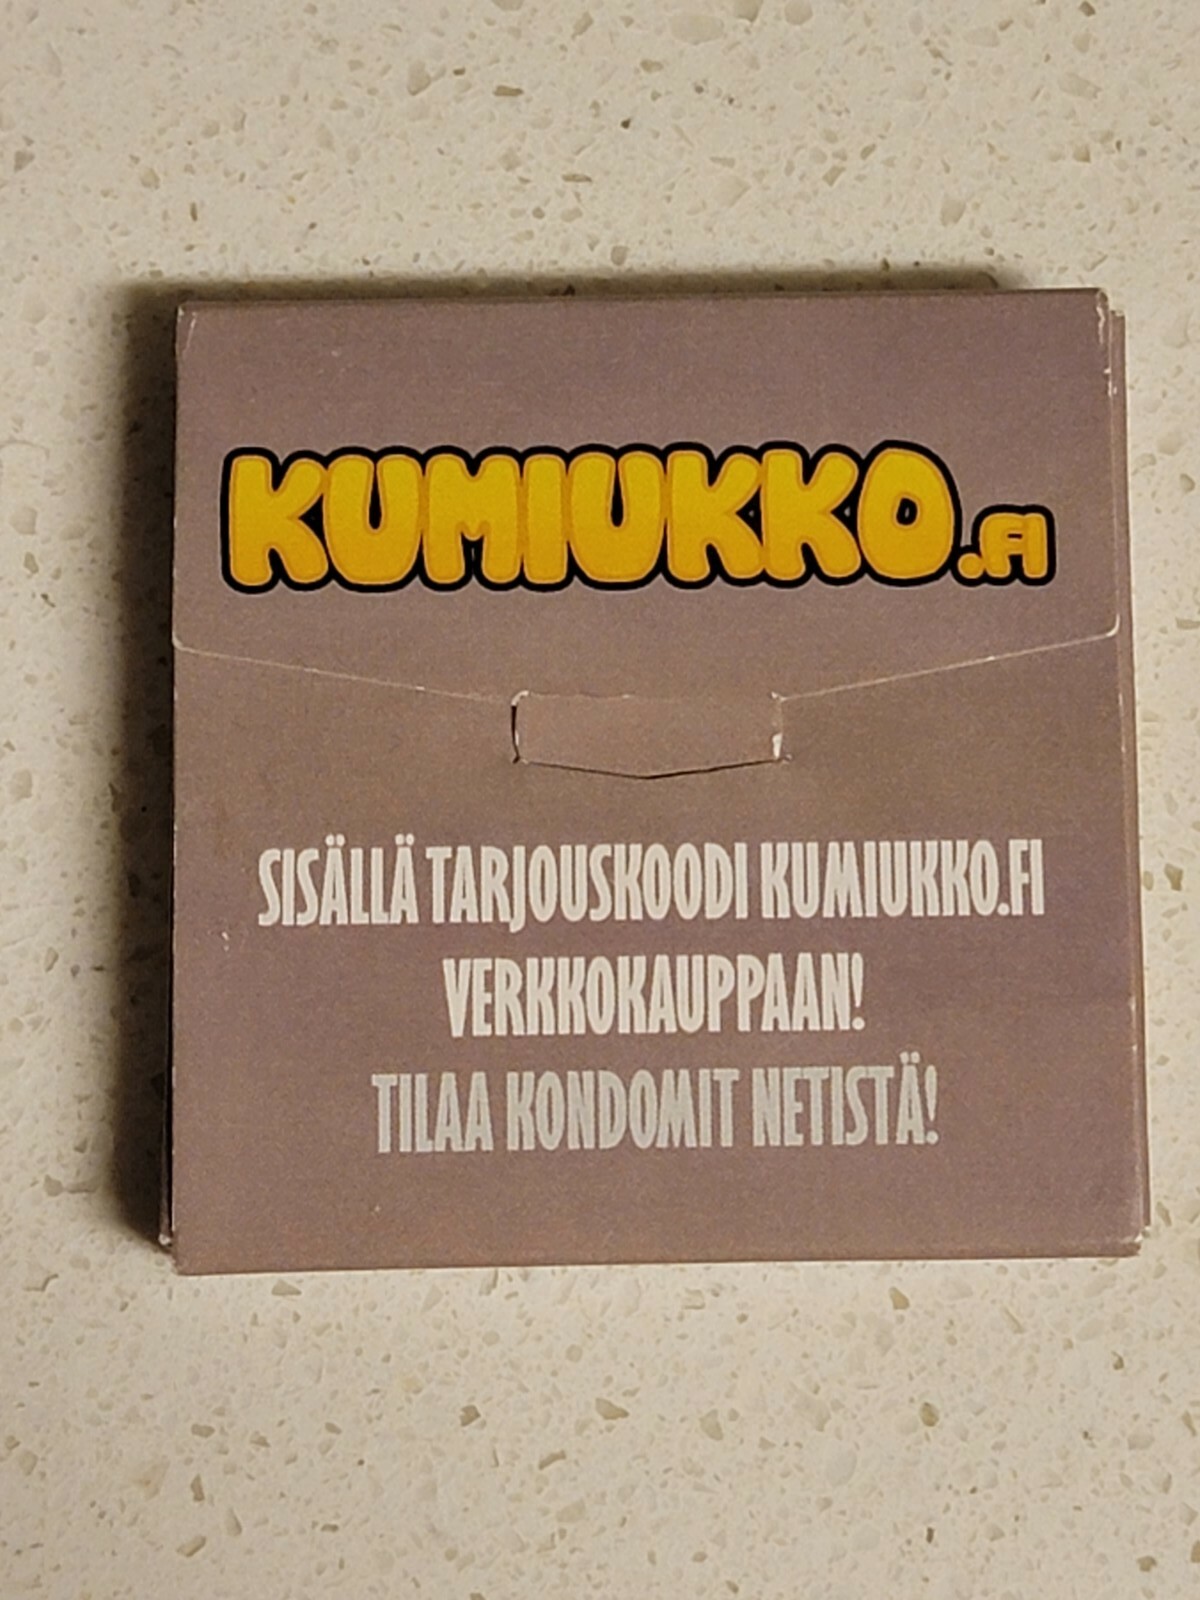 KUMIUKKO.FI
SISÄLLÄ TARJOUSKOODI KUMIUKKO.FI
VERKKOKAUPPAAN!
TILAA KONDOMIT NETISTÄ!